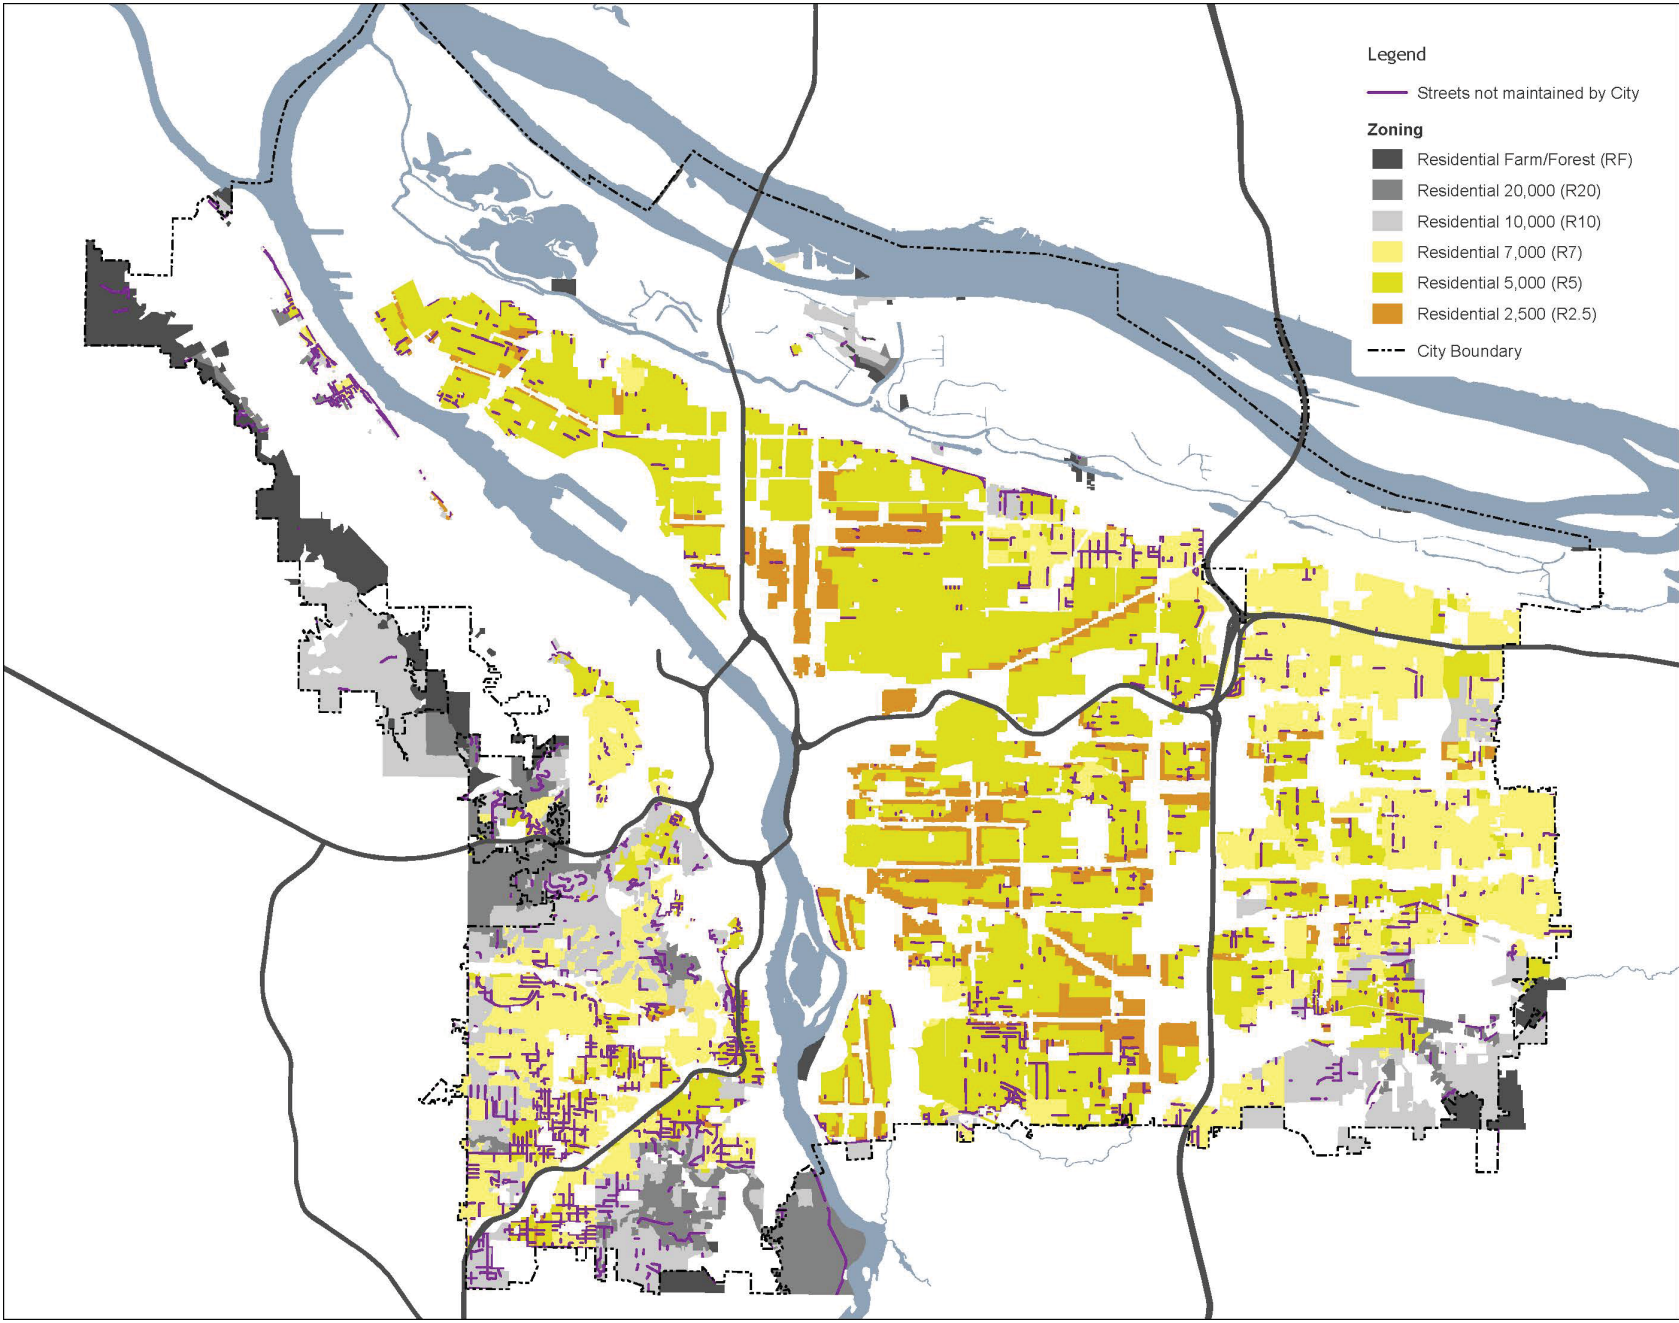 Legend
Streets not maintained by City
Zoning
Residential Farm/Forest (RF)
Residential 20,000 (R20)
Residential 10,000 (R10)
Residential 7,000 (R7)
Residential 5,000 (R5)
Residential 2,500 (R2.5)
City Boundary